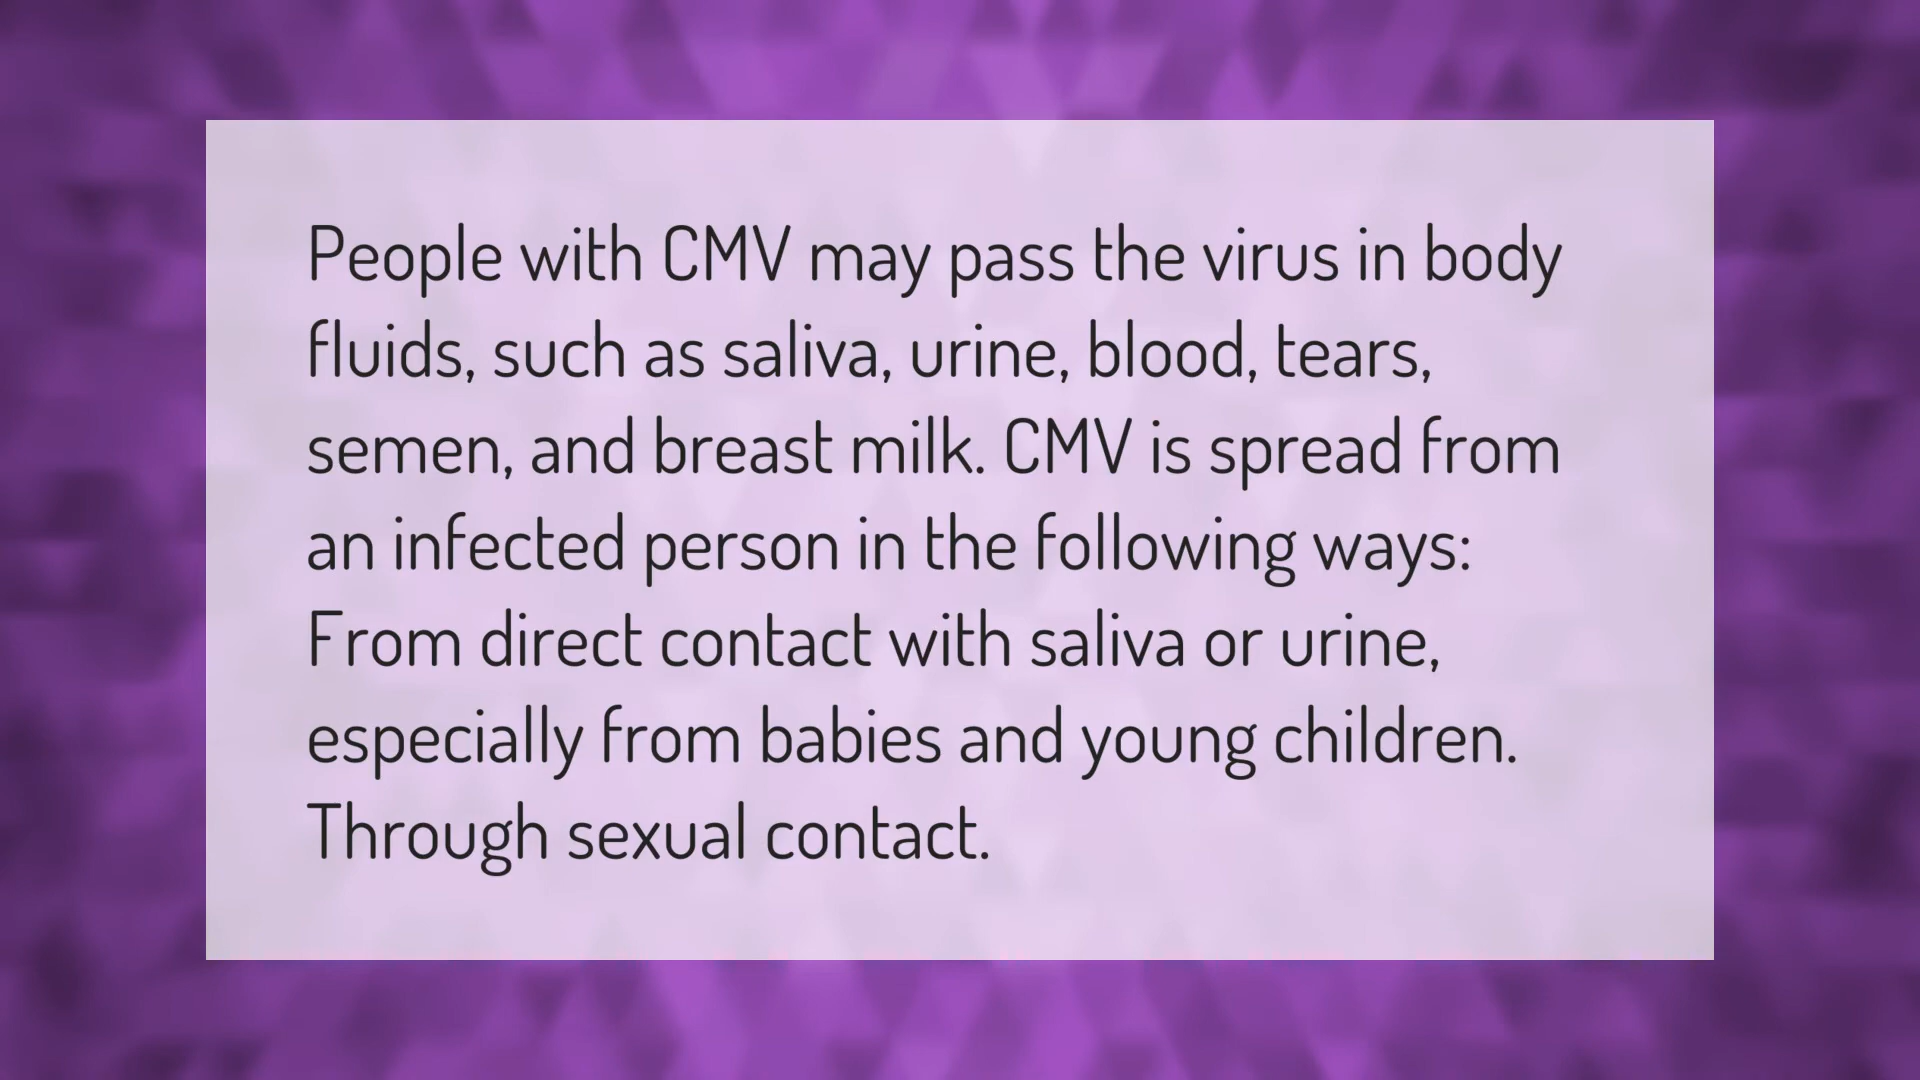 People with CMV may pass the virus in body
fluids, such as saliva, urine, blood, tears,
semen, and breast milk. CMV is spread from
an infected person in the following ways:
From direct contact with saliva or urine,
especially from babies and young children.
Through sexual contact.